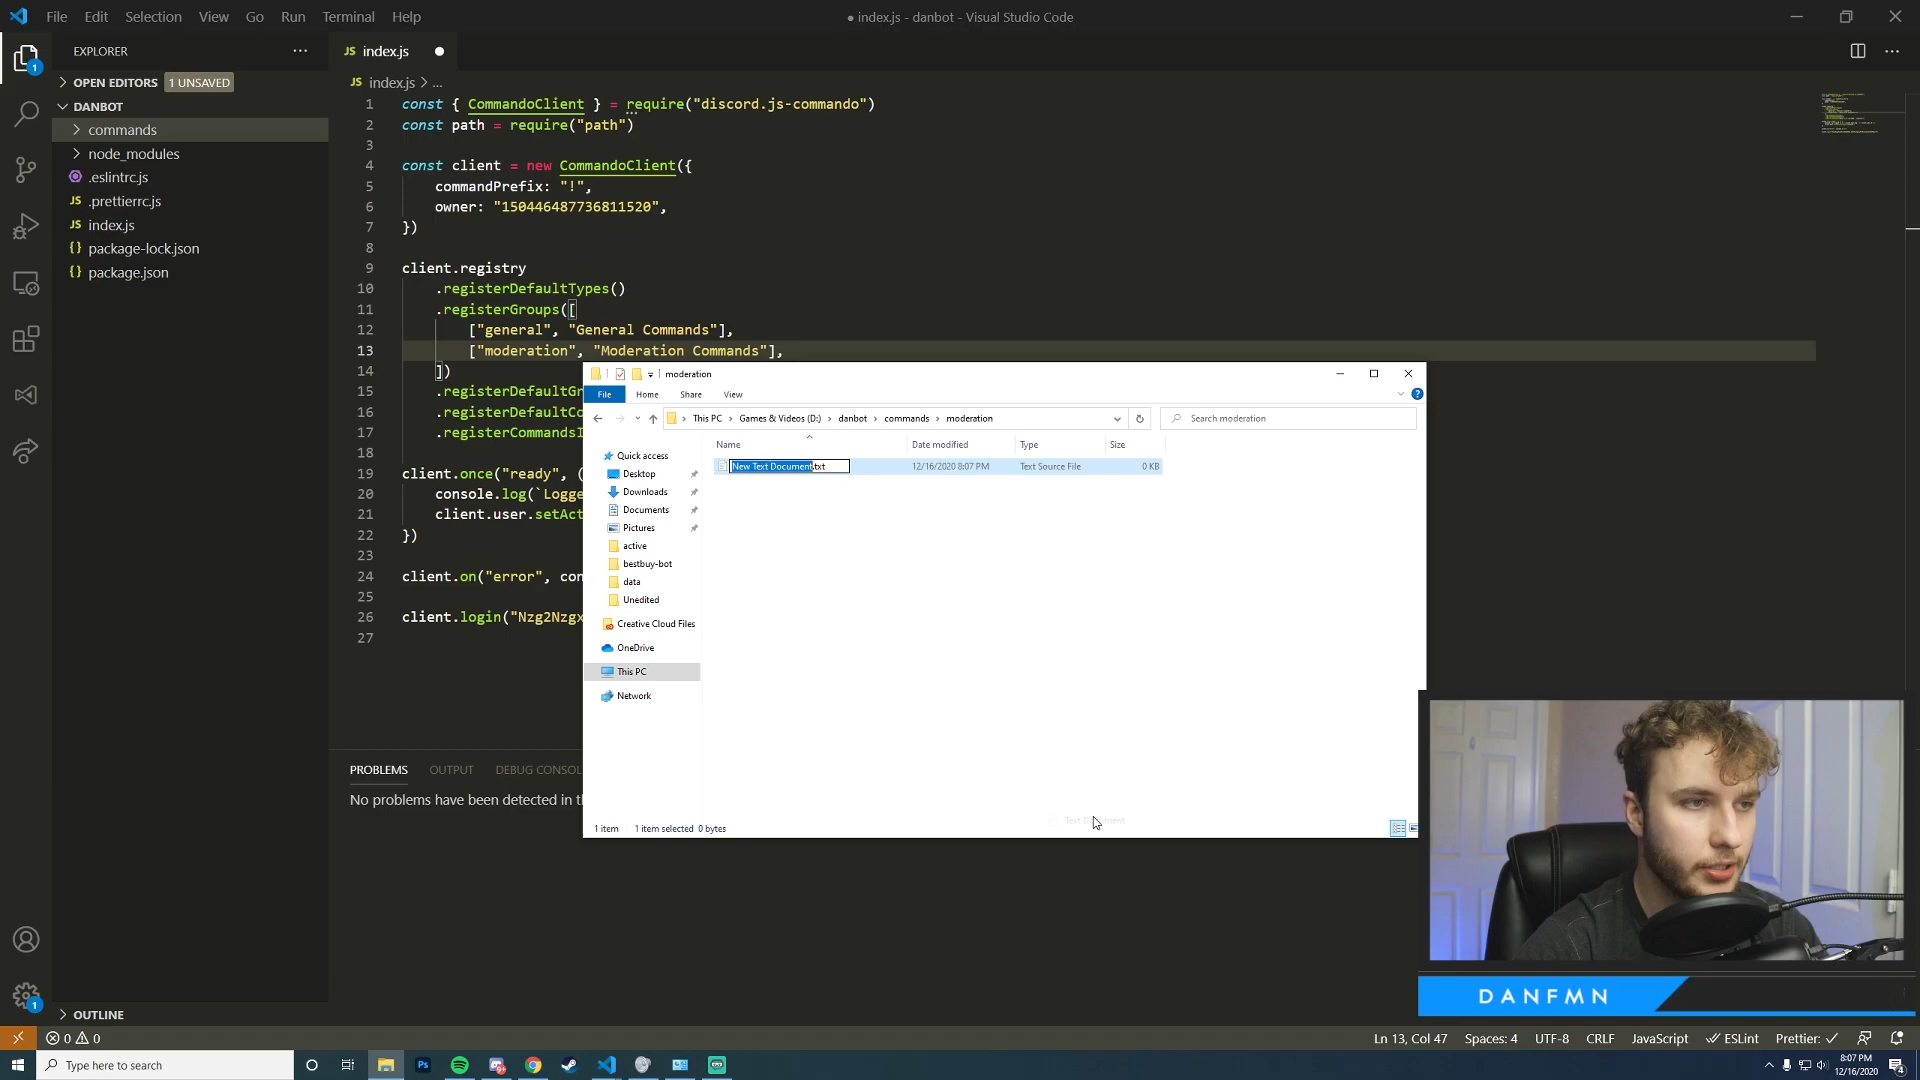 File Edit Selection View Go Run Terminal Help
● index.js - danbot - Visual Studio Code
EXPLORER
JS index.js
1
OPEN EDITORS 1 UNSAVED
JS index.js > ...
DANBOT
commands
node_modules
.eslintrc.js
JS .prettierrc.js
JS index.js
{} package-lock.json
{} package.json
1 const { CommandoClient } = require("discord.js-commando")
2 const path = require("path")
3
4 const client = new CommandoClient({
5 commandPrefix: "!",
6 owner: "150446487736811520",
7 })
8
9 client.registry
10 .registerDefaultTypes()
11 .registerGroups([
12 ["general", "General Commands"],
13 ["moderation", "Moderation Commands"],
14 ])
15 .registerDefaultGr
16 .registerDefaultCo
17 .registerCommandsI
18
19 client.once("ready", (
20 console.log(`Logge
21 client.user.setAct
22 })
23
24 client.on("error", con
25
26 client.login("Nzg2Nzgx
27
PROBLEMS OUTPUT DEBUG CONSOL
No problems have been detected in th
moderation
File Home Share View
This PC > Games & Videos (D:) > danbot > commands > moderation
Search moderation
Name Date modified Type Size
New Text Document.txt 12/16/2020 8:07 PM Text Source File 0 KB
Quick access
Desktop
Downloads
Documents
Pictures
active
bestbuy-bot
data
Unedited
Creative Cloud Files
OneDrive
This PC
Network
1 item 1 item selected 0 bytes
DANFMN
1
OUTLINE
0 0
Ln 13, Col 47 Spaces: 4 UTF-8 CRLF JavaScript ESLint Prettier:
Type here to search
Ps
8:07 PM
12/16/2020
4